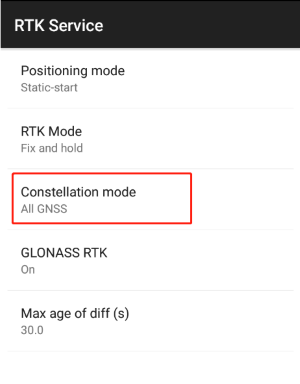 RTK Service
Positioning mode
Static-start
RTK Mode
Fix and hold
Constellation mode
All GNSS
GLONASS RTK
On
Max age of diff (s)
30.0